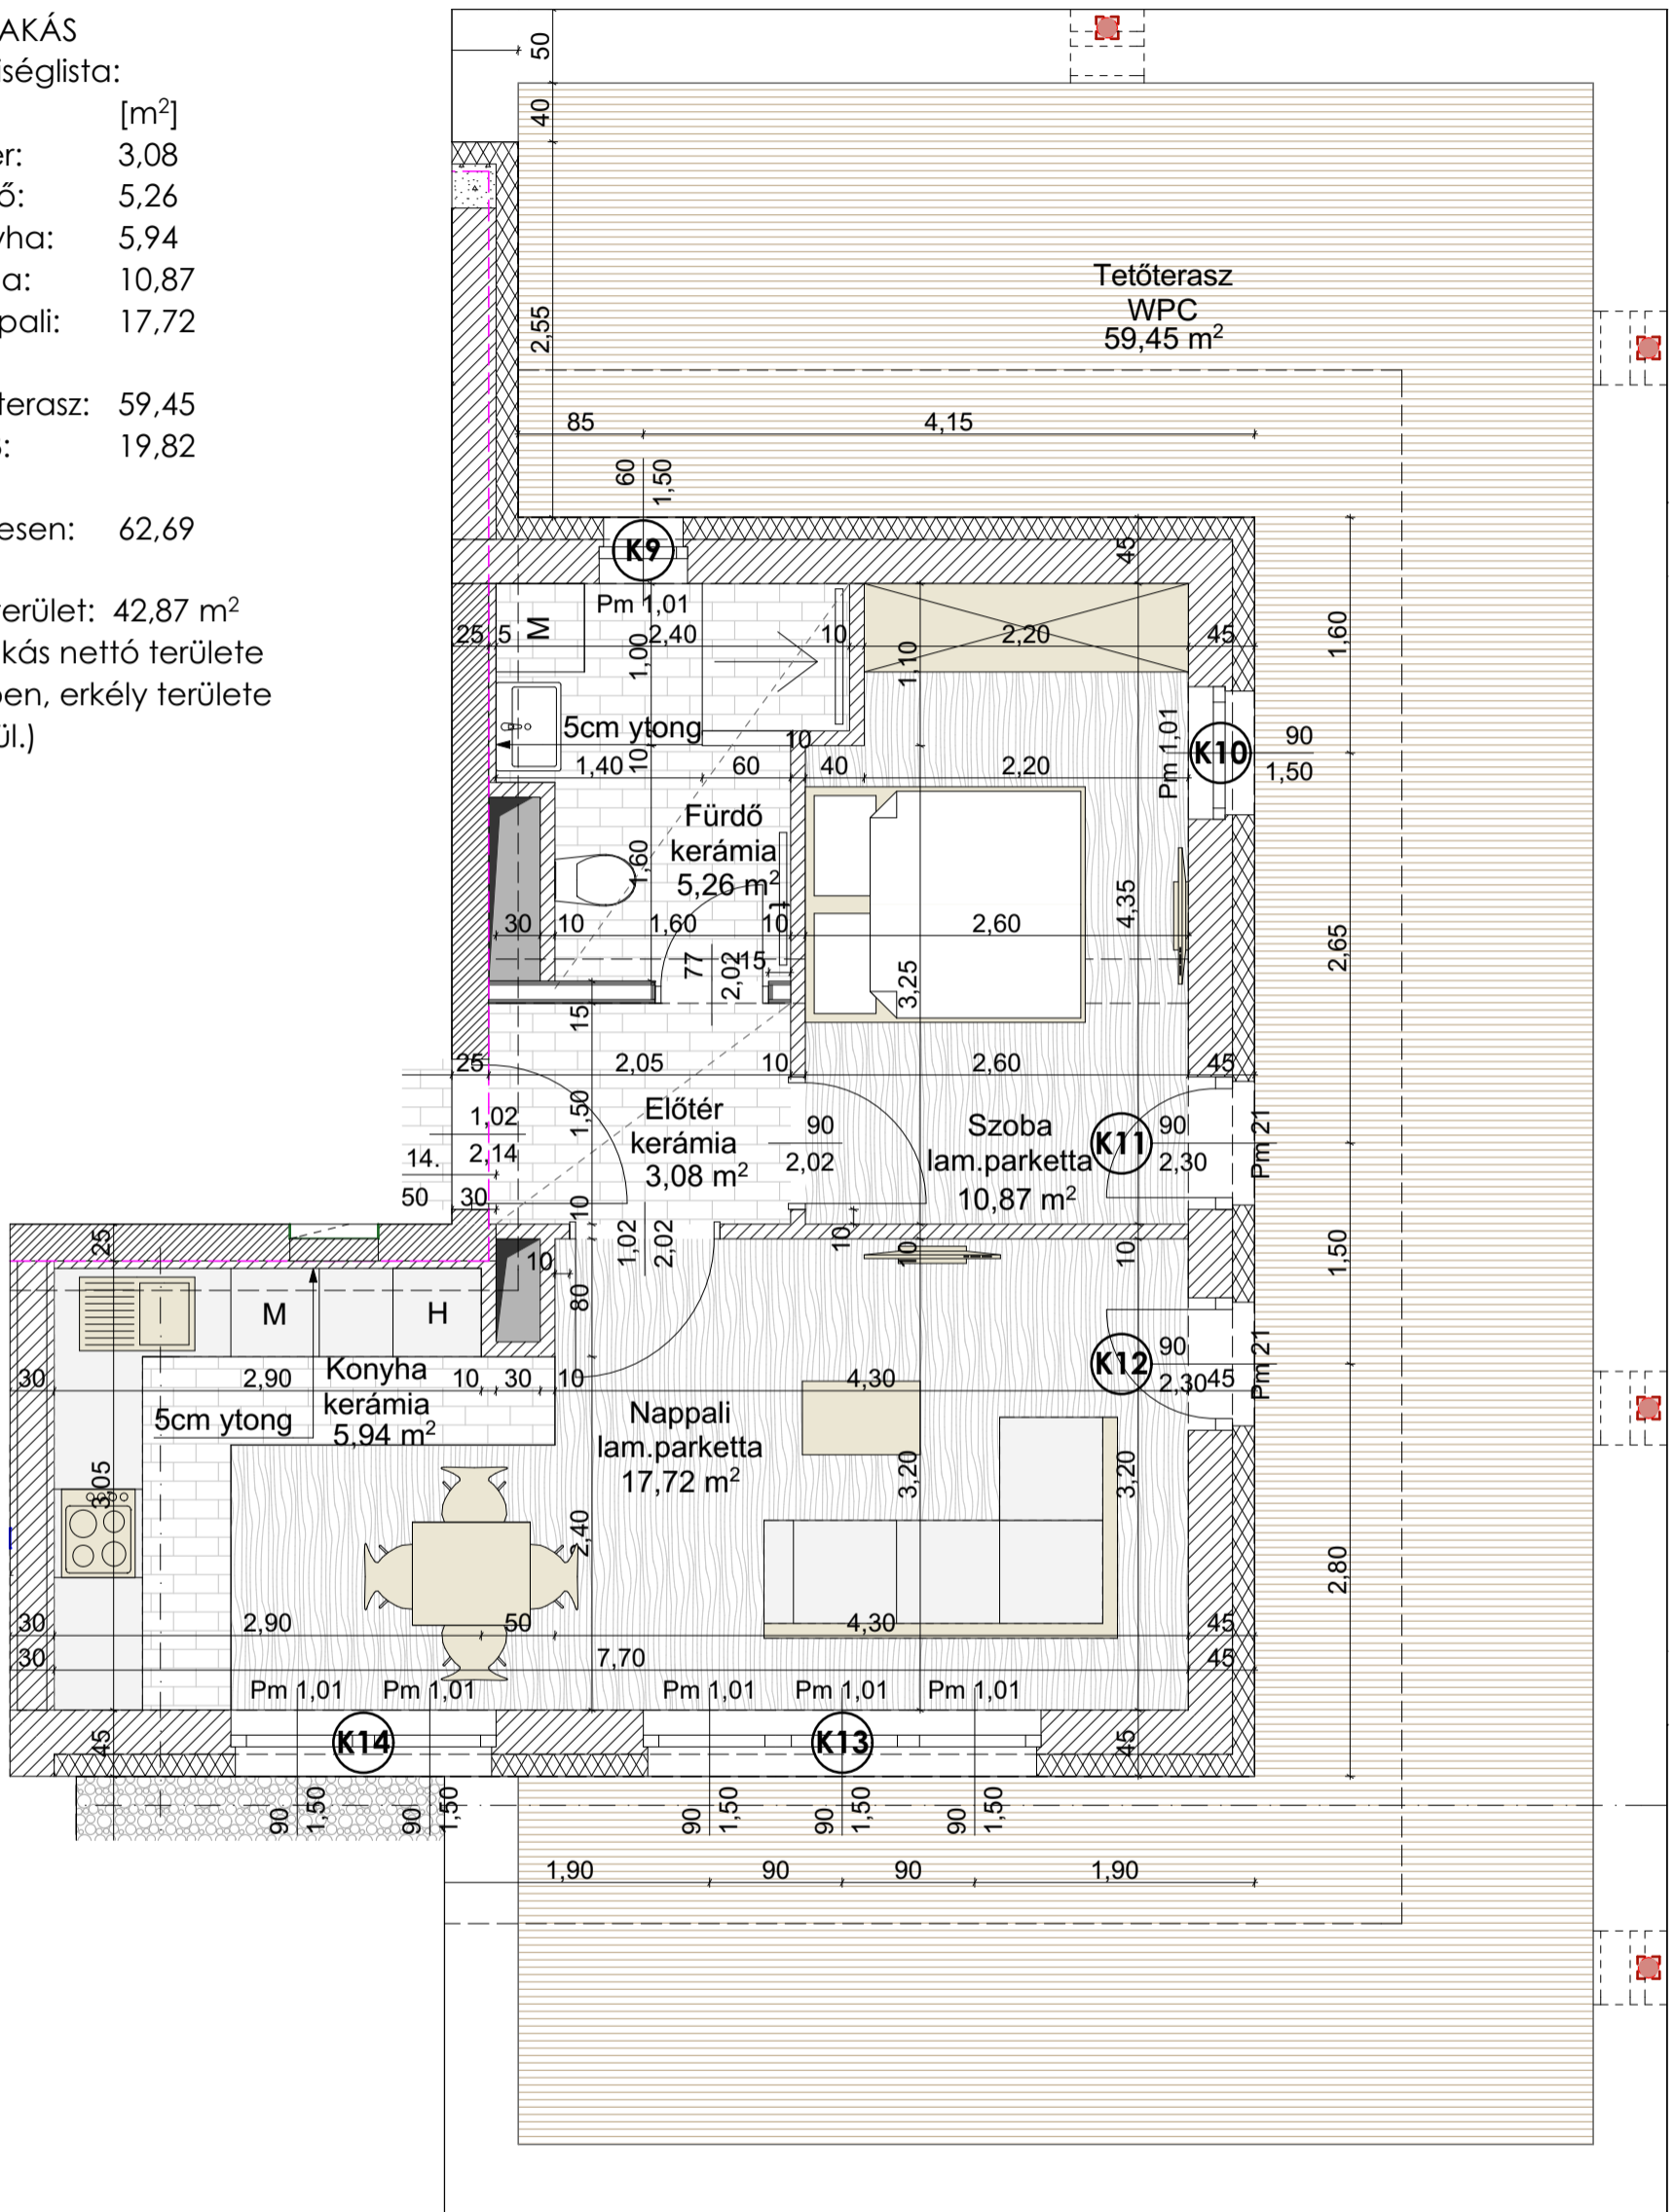 AKÁS
iséglista:
[m²]
er: 3,08
ő: 5,26
yha: 5,94
a: 10,87
pali: 17,72
terasz: 59,45
s: 19,82
esen: 62,69
erület: 42,87 m²
kás nettó területe
en, erkély területe
ül.)
50
40
2,55
Tetőterasz
WPC
59,45 m²
85
4,15
60
1,50
K9
45
Pm 1,01
M
25
5
1,00
2,40
10
1,10
2,20
45
1,60
5cm ytong
10
10
Pm 1,01
K10
90
1,50
1,40
60
40
2,20
Fürdő
kerámia
5,26 m²
1,60
4,35
30
10
1,60
10
2,60
2,65
77
2,02
15
3,25
15
25
2,05
10
2,60
45
1,02
2,14
14.
50
30
1,50
Előtér
kerámia
3,08 m²
90
2,02
Szoba
lam.parketta
10,87 m²
K11
90
2,30
Pm 21
25
10
1,02
2,02
10
10
10
1,50
10
80
M
H
K12
90
2,30
45
Pm 21
30
2,90
Konyha
kerámia
5,94 m²
10
30
10
4,30
5cm ytong
Nappali
lam.parketta
17,72 m²
3,05
3,20
3,20
2,40
2,80
30
2,90
50
4,30
45
30
7,70
45
Pm 1,01
Pm 1,01
Pm 1,01
Pm 1,01
Pm 1,01
45
K14
K13
45
90
1,50
90
1,50
90
1,50
90
1,50
90
1,50
1,90
90
90
1,90